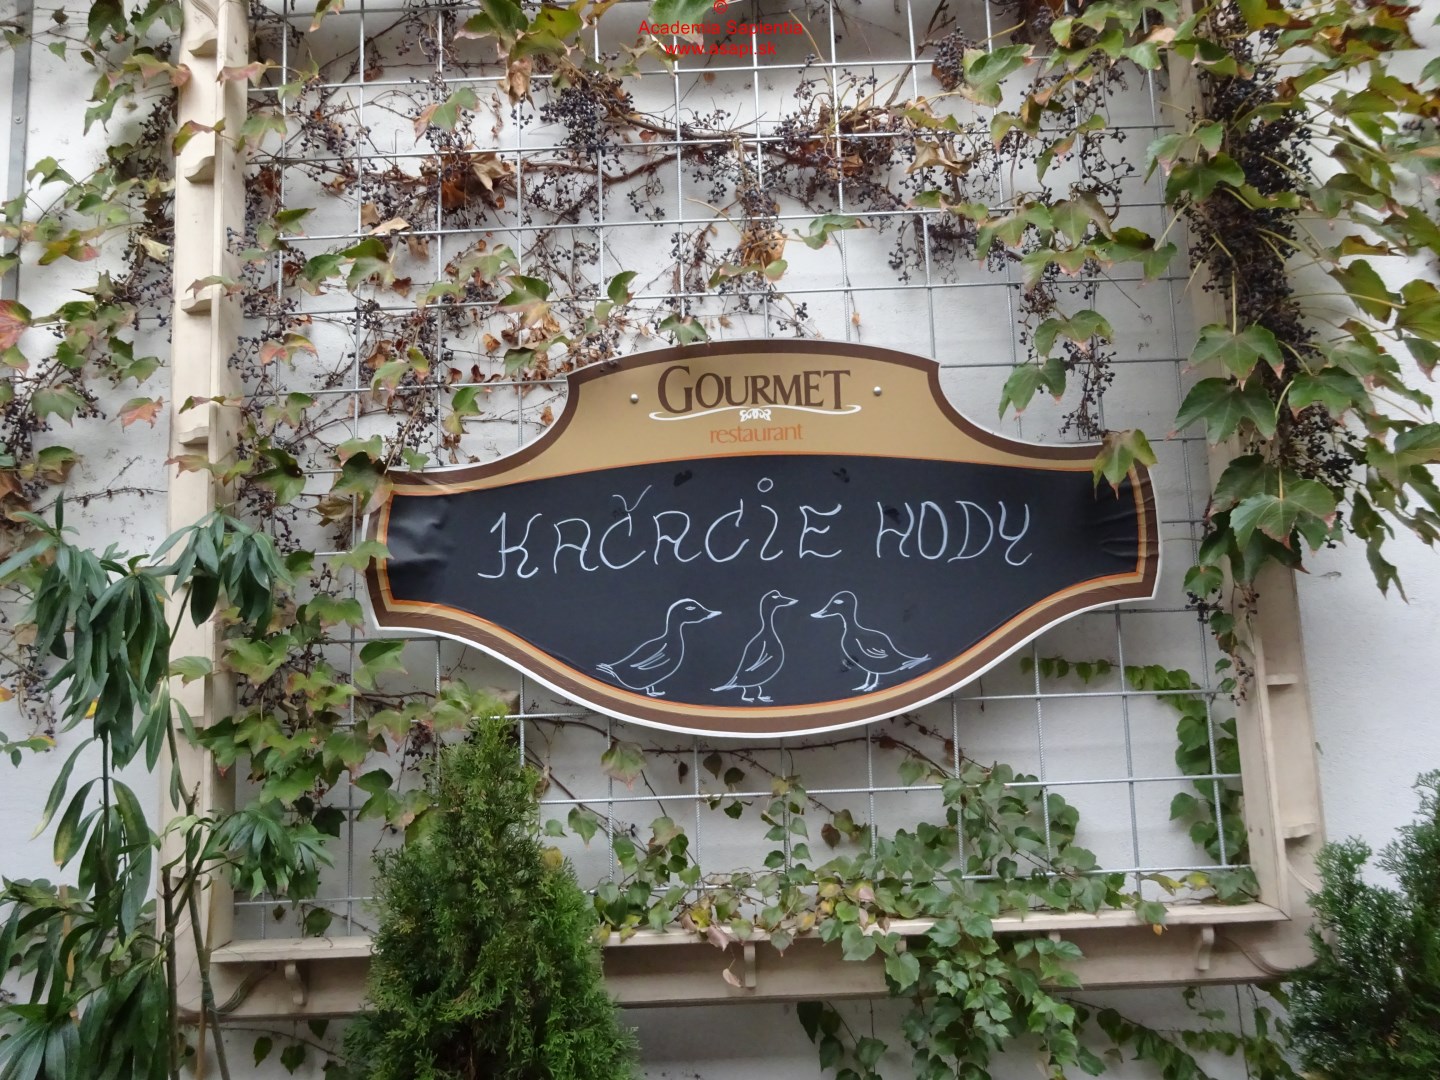 ©
Academia Sapientia
www.asapi.sk
GOURMET
restaurant
KAČACIE HODY